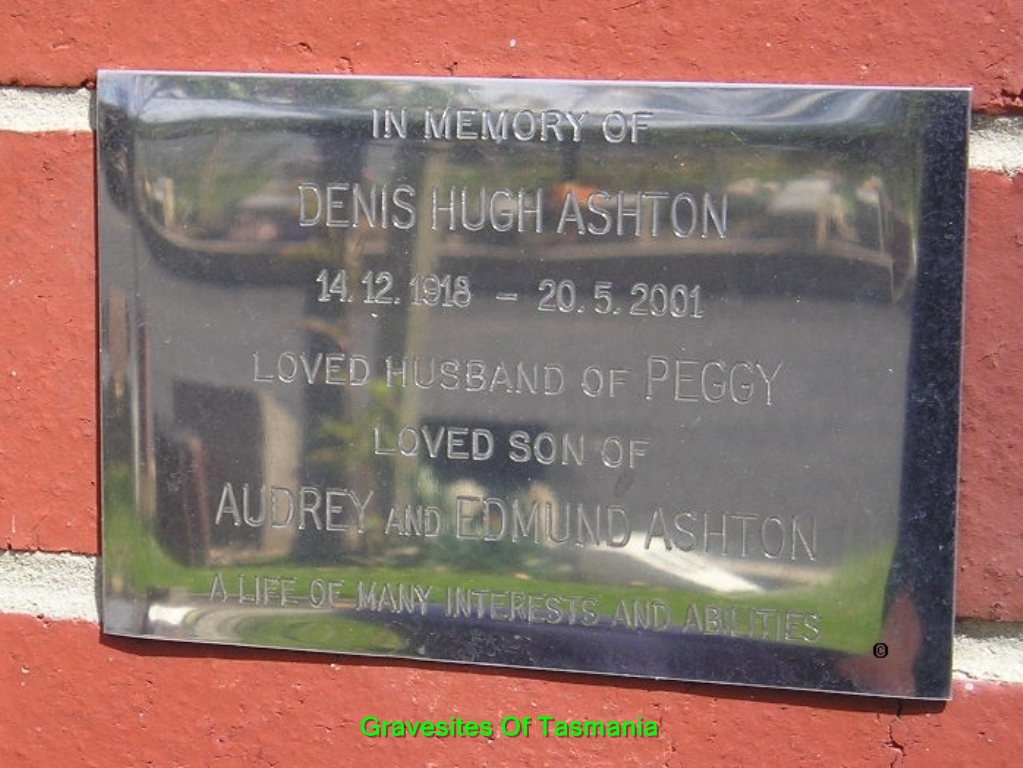 IN MEMORY OF
DENIS HUGH ASHTON
14.12.1918 – 20.5.2001
LOVED HUSBAND OF PEGGY
LOVED SON OF
AUDREY AND EDMUND ASHTON
A LIFE OF MANY INTERESTS AND ABILITIES
©
Gravesites Of Tasmania